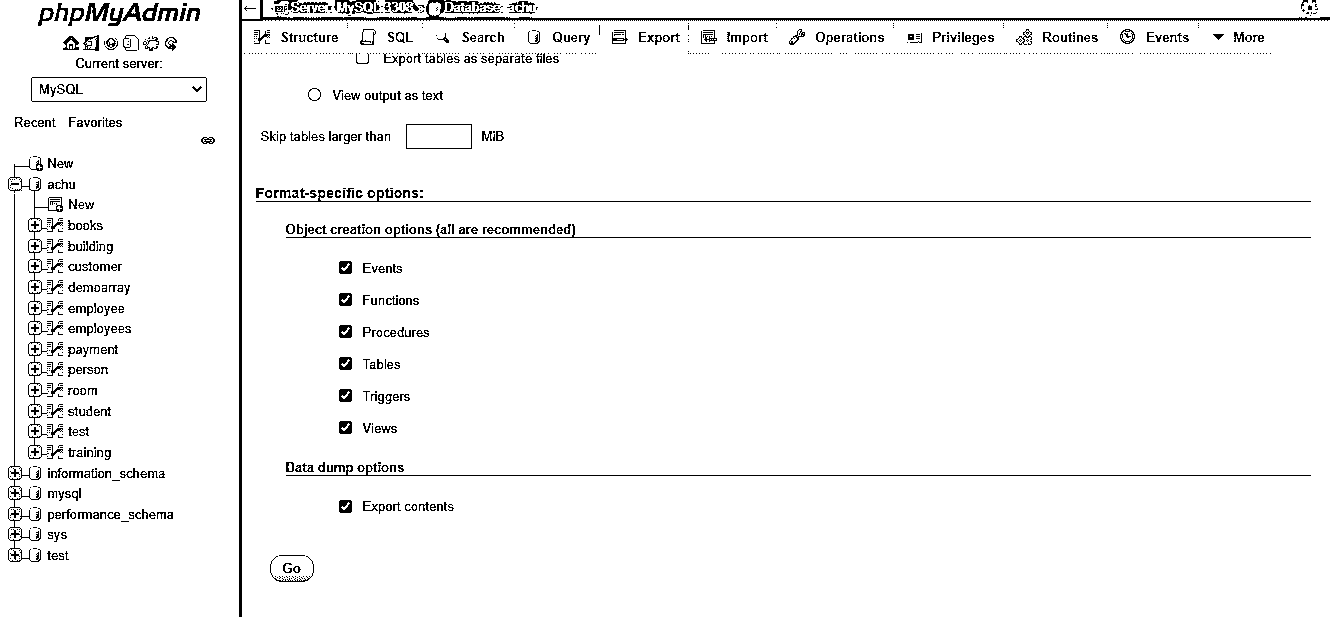 phpMyAdmin
Current server:
MySQL
Recent Favorites
New
achu
New
books
building
customer
demoarray
employee
employees
payment
person
room
student
test
training
information_schema
mysql
performance_schema
sys
test
Server: MySQL:3308 » Database: achu
Structure SQL Search Query Export Import Operations Privileges Routines Events More
Export tables as separate files
View output as text
Skip tables larger than MiB
Format-specific options:
Object creation options (all are recommended)
Events
Functions
Procedures
Tables
Triggers
Views
Data dump options
Export contents
Go